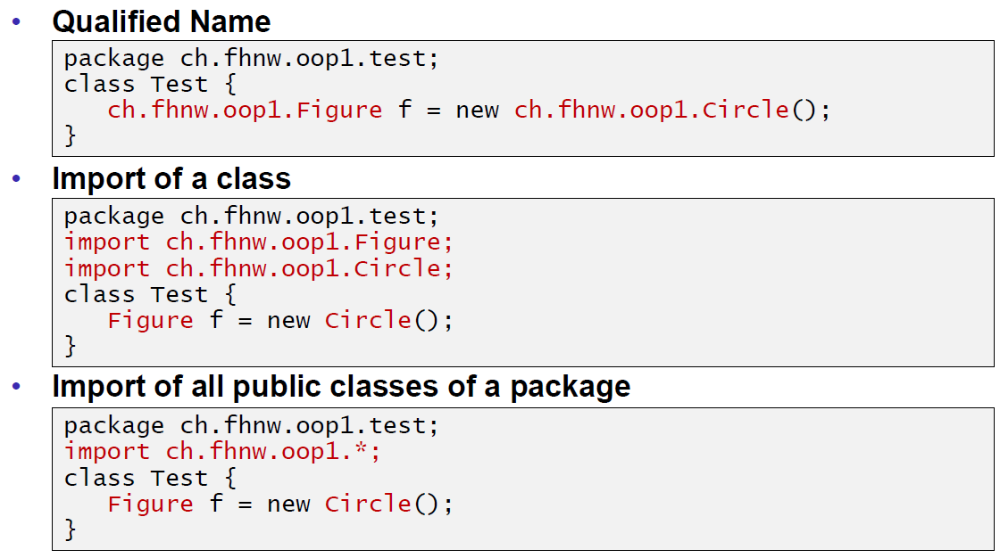 • Qualified Name
package ch.fhnw.oop1.test;
class Test {
   ch.fhnw.oop1.Figure f = new ch.fhnw.oop1.Circle();
}
• Import of a class
package ch.fhnw.oop1.test;
import ch.fhnw.oop1.Figure;
import ch.fhnw.oop1.Circle;
class Test {
   Figure f = new Circle();
}
• Import of all public classes of a package
package ch.fhnw.oop1.test;
import ch.fhnw.oop1.*;
class Test {
   Figure f = new Circle();
}